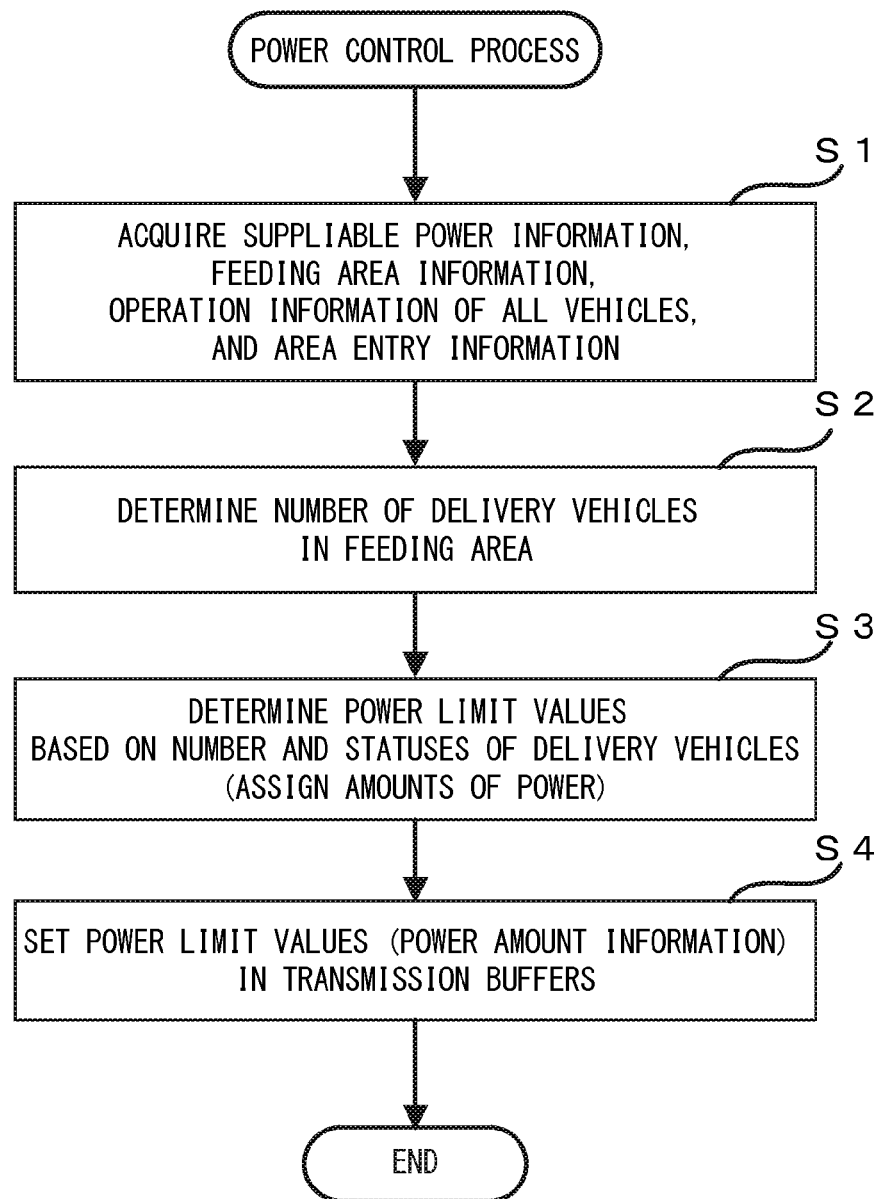 POWER CONTROL PROCESS
S 1
ACQUIRE SUPPLIABLE POWER INFORMATION,
FEEDING AREA INFORMATION,
OPERATION INFORMATION OF ALL VEHICLES,
AND AREA ENTRY INFORMATION
S 2
DETERMINE NUMBER OF DELIVERY VEHICLES
IN FEEDING AREA
S 3
DETERMINE POWER LIMIT VALUES
BASED ON NUMBER AND STATUSES OF DELIVERY VEHICLES
(ASSIGN AMOUNTS OF POWER)
S 4
SET POWER LIMIT VALUES (POWER AMOUNT INFORMATION)
IN TRANSMISSION BUFFERS
END